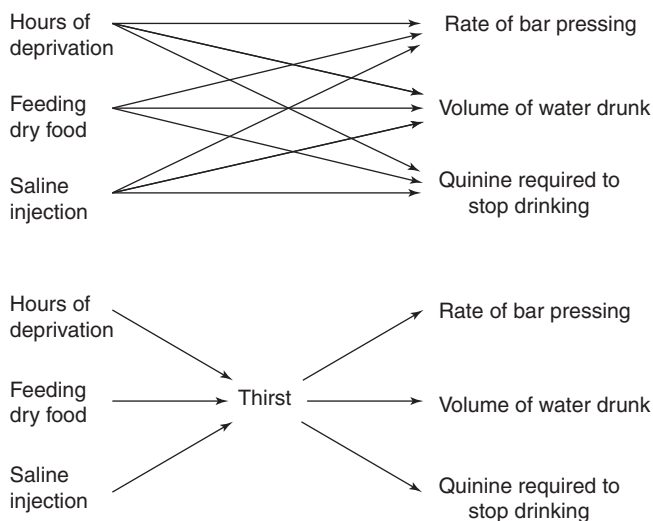 Hours of
deprivation
Rate of bar pressing
Feeding
dry food
Volume of water drunk
Saline
injection
Quinine required to
stop drinking
Hours of
deprivation
Rate of bar pressing
Feeding
dry food
Thirst
Volume of water drunk
Saline
injection
Quinine required to
stop drinking